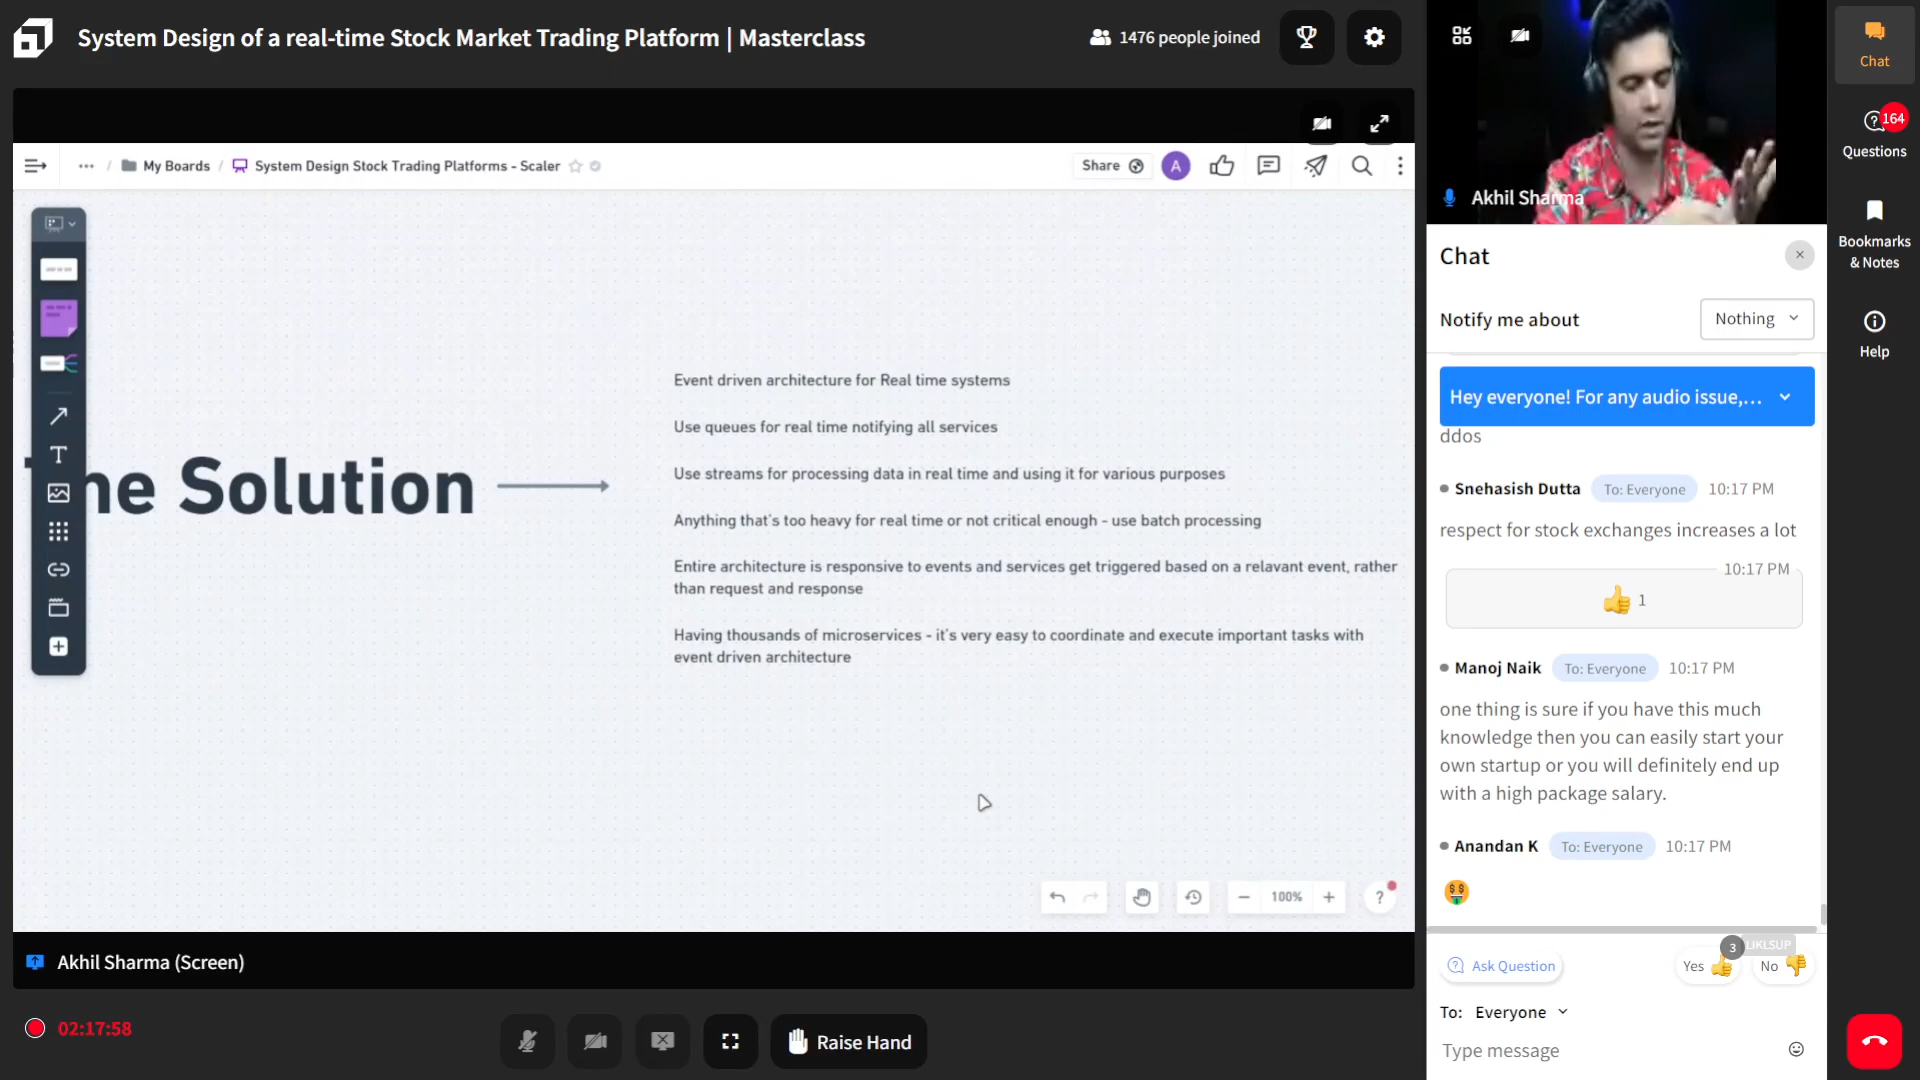 System Design of a real-time Stock Market Trading Platform | Masterclass
1476 people joined
··· / My Boards / System Design Stock Trading Platforms - Scaler
Share
A
The Solution
Event driven architecture for Real time systems
Use queues for real time notifying all services
Use streams for processing data in real time and using it for various purposes
Anything that's too heavy for real time or not critical enough - use batch processing
Entire architecture is responsive to events and services get triggered based on a relavant event, rather
than request and response
Having thousands of microservices - it's very easy to coordinate and execute important tasks with
event driven architecture
T
100%
?
Akhil Sharma (Screen)
02:17:58
Raise Hand
Akhil Sharma
Chat
Notify me about
Nothing
Hey everyone! For any audio issue,...
ddos
Snehasish Dutta To: Everyone 10:17 PM
respect for stock exchanges increases a lot
10:17 PM
1
Manoj Naik To: Everyone 10:17 PM
one thing is sure if you have this much
knowledge then you can easily start your
own startup or you will definitely end up
with a high package salary.
Anandan K To: Everyone 10:17 PM
3
LIKLSUP
Ask Question
Yes
No
To: Everyone
Type message
Chat
164
Questions
Bookmarks
& Notes
Help